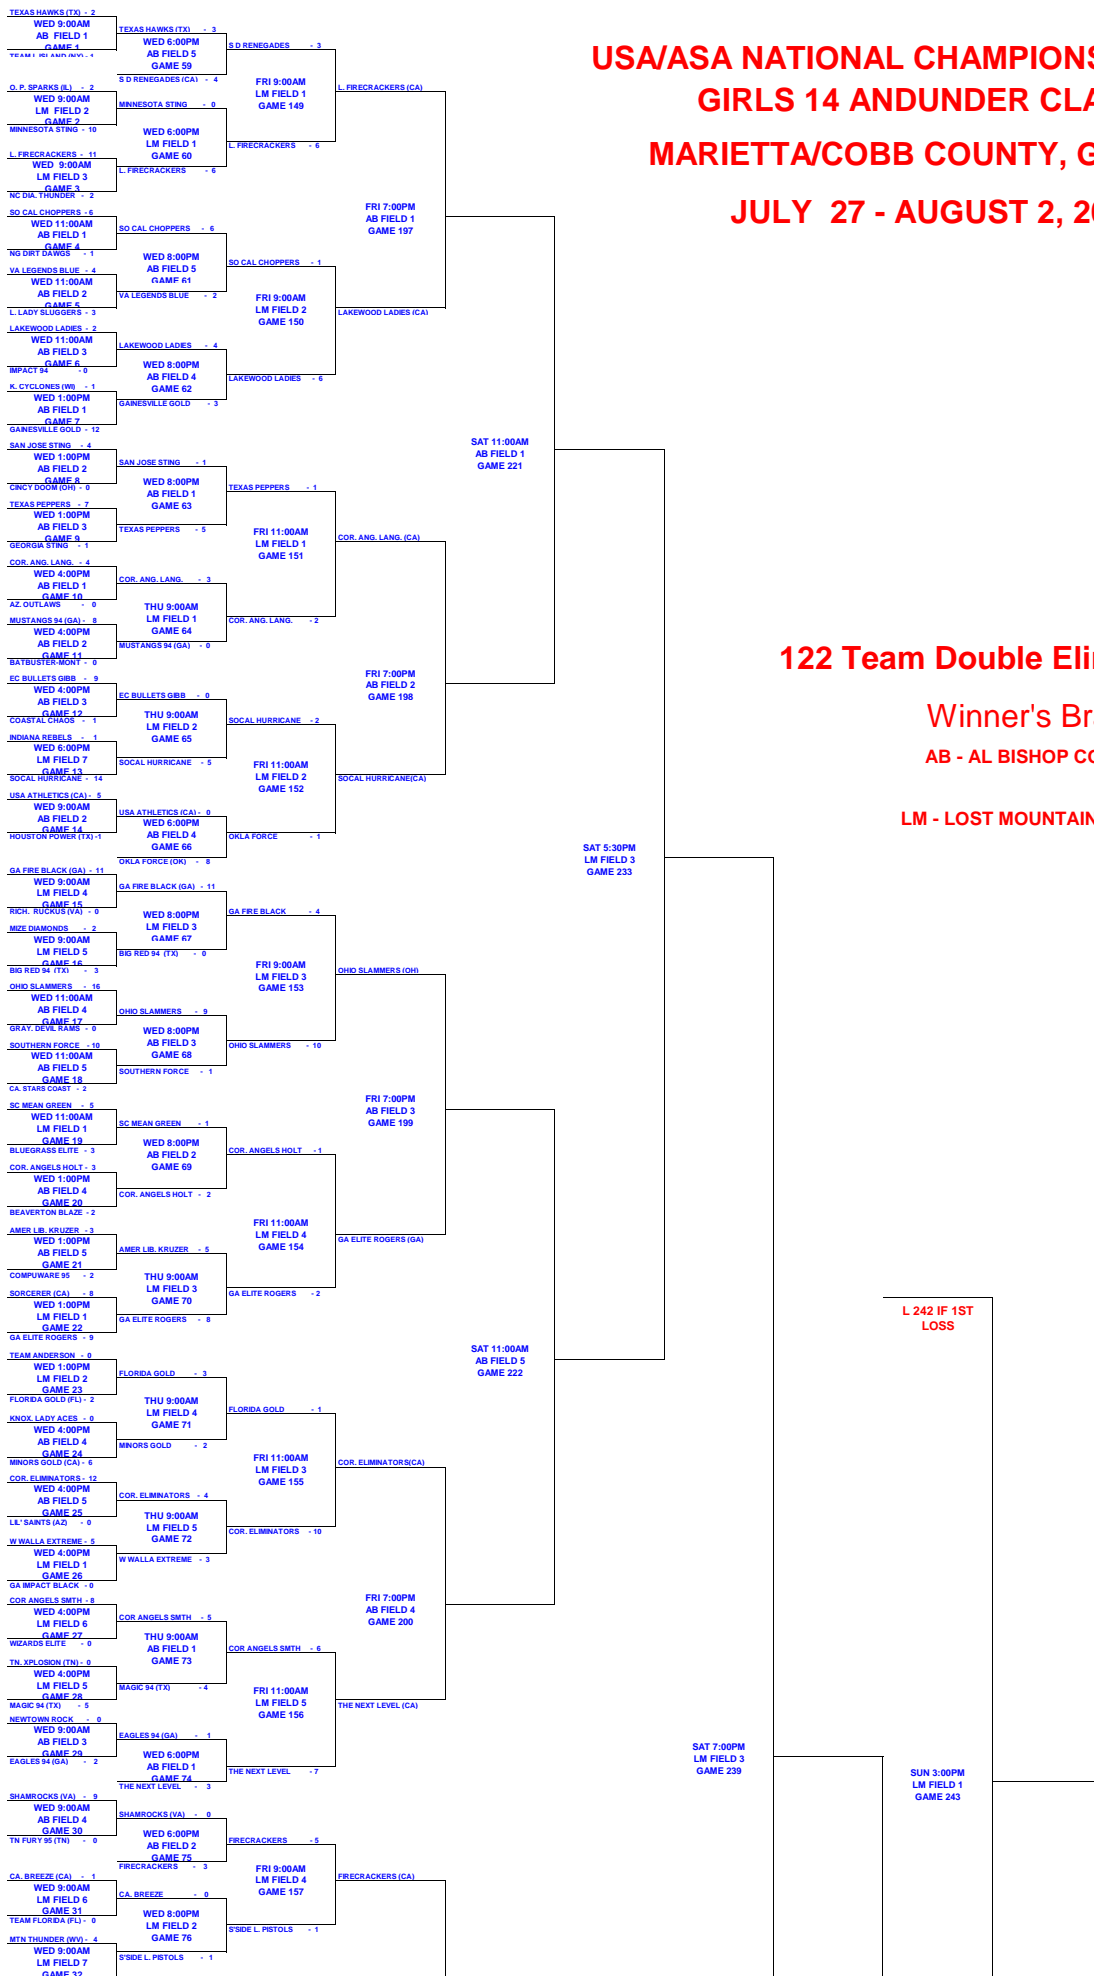 USA/ASA NATIONAL CHAMPIONS
GIRLS 14 ANDUNDER CLA
MARIETTA/COBB COUNTY, G
JULY 27 - AUGUST 2, 20
122 Team Double Eli
Winner's Bra
AB - AL BISHOP CO
LM - LOST MOUNTAIN
TEXAS HAWKS (TX) - 2
WED 9:00AM
AB FIELD 1
GAME 1
TEAM L ISLAND (NY) - 1
O. P. SPARKS (IL) - 2
WED 9:00AM
LM FIELD 2
GAME 2
MINNESOTA STING - 10
L. FIRECRACKERS - 11
WED 9:00AM
LM FIELD 3
GAME 3
NC DIA. THUNDER - 2
SO CAL CHOPPERS - 6
WED 11:00AM
AB FIELD 1
GAME 4
NG DIRT DAWGS - 1
VA LEGENDS BLUE - 4
WED 11:00AM
AB FIELD 2
GAME 5
L. LADY SLUGGERS - 3
LAKEWOOD LADIES - 2
WED 11:00AM
AB FIELD 3
GAME 6
IMPACT 94 - 0
K. CYCLONES (WI) - 1
WED 1:00PM
AB FIELD 1
GAME 7
GAINESVILLE GOLD - 12
SAN JOSE STING - 4
WED 1:00PM
AB FIELD 2
GAME 8
CINCY DOOM (OH) - 0
TEXAS PEPPERS - 7
WED 1:00PM
AB FIELD 3
GAME 9
GEORGIA STING - 1
COR. ANG. LANG. - 4
WED 4:00PM
AB FIELD 1
GAME 10
AZ. OUTLAWS - 0
MUSTANGS 94 (GA) - 8
WED 4:00PM
AB FIELD 2
GAME 11
BATBUSTER-MONT - 0
EC BULLETS GIBB - 9
WED 4:00PM
AB FIELD 3
GAME 12
COASTAL CHAOS - 1
INDIANA REBELS - 1
WED 6:00PM
LM FIELD 7
GAME 13
SOCAL HURRICANE - 14
USA ATHLETICS (CA) - 5
WED 9:00AM
AB FIELD 2
GAME 14
HOUSTON POWER (TX) -1
GA FIRE BLACK (GA) - 11
WED 9:00AM
LM FIELD 4
GAME 15
RICH. RUCKUS (VA) - 0
MIZE DIAMONDS - 2
WED 9:00AM
LM FIELD 5
GAME 16
BIG RED 94 (TX) - 3
OHIO SLAMMERS - 16
WED 11:00AM
AB FIELD 4
GAME 17
GRAY. DEVIL RAMS - 0
SOUTHERN FORCE - 10
WED 11:00AM
AB FIELD 5
GAME 18
CA. STARS COAST - 2
SC MEAN GREEN - 5
WED 11:00AM
LM FIELD 1
GAME 19
BLUEGRASS ELITE - 3
COR. ANGELS HOLT - 3
WED 1:00PM
AB FIELD 4
GAME 20
BEAVERTON BLAZE - 2
AMER LIB. KRUZER - 3
WED 1:00PM
AB FIELD 5
GAME 21
COMPUWARE 95 - 2
SORCERER (CA) - 8
WED 1:00PM
LM FIELD 1
GAME 22
GA ELITE ROGERS - 9
TEAM ANDERSON - 0
WED 1:00PM
LM FIELD 2
GAME 23
FLORIDA GOLD (FL) - 2
KNOX. LADY ACES - 0
WED 4:00PM
AB FIELD 4
GAME 24
MINORS GOLD (CA) - 6
COR. ELIMINATORS - 12
WED 4:00PM
AB FIELD 5
GAME 25
LIL' SAINTS (AZ) - 0
W WALLA EXTREME - 5
WED 4:00PM
LM FIELD 1
GAME 26
GA IMPACT BLACK - 0
COR ANGELS SMTH - 8
WED 4:00PM
LM FIELD 6
GAME 27
WIZARDS ELITE - 0
TN. XPLOSION (TN) - 0
WED 4:00PM
LM FIELD 5
GAME 28
MAGIC 94 (TX) - 5
NEWTOWN ROCK - 0
WED 9:00AM
AB FIELD 3
GAME 29
EAGLES 94 (GA) - 2
SHAMROCKS (VA) - 9
WED 9:00AM
AB FIELD 4
GAME 30
TN FURY 95 (TN) - 0
CA. BREEZE (CA) - 1
WED 9:00AM
LM FIELD 6
GAME 31
TEAM FLORIDA (FL) - 0
MTN THUNDER (WV) - 4
WED 9:00AM
LM FIELD 7
GAME 32
TEXAS HAWKS (TX) - 3
WED 6:00PM
AB FIELD 5
GAME 59
S D RENEGADES (CA) - 4
MINNESOTA STING - 0
WED 6:00PM
LM FIELD 1
GAME 60
L. FIRECRACKERS - 6
SO CAL CHOPPERS - 6
WED 8:00PM
AB FIELD 5
GAME 61
VA LEGENDS BLUE - 2
LAKEWOOD LADIES - 4
WED 8:00PM
AB FIELD 4
GAME 62
GAINESVILLE GOLD - 3
SAN JOSE STING - 1
WED 8:00PM
AB FIELD 1
GAME 63
TEXAS PEPPERS - 5
COR. ANG. LANG. - 3
THU 9:00AM
LM FIELD 1
GAME 64
MUSTANGS 94 (GA) - 0
EC BULLETS GIBB - 0
THU 9:00AM
LM FIELD 2
GAME 65
SOCAL HURRICANE - 5
USA ATHLETICS (CA) - 0
WED 6:00PM
AB FIELD 4
GAME 66
OKLA FORCE (OK) - 8
GA FIRE BLACK (GA) - 11
WED 8:00PM
LM FIELD 3
GAME 67
BIG RED 94 (TX) - 0
OHIO SLAMMERS - 9
WED 8:00PM
AB FIELD 3
GAME 68
SOUTHERN FORCE - 1
SC MEAN GREEN - 1
WED 8:00PM
AB FIELD 2
GAME 69
COR. ANGELS HOLT - 2
AMER LIB. KRUZER - 5
THU 9:00AM
LM FIELD 3
GAME 70
GA ELITE ROGERS - 8
FLORIDA GOLD - 3
THU 9:00AM
LM FIELD 4
GAME 71
MINORS GOLD - 2
COR. ELIMINATORS - 4
THU 9:00AM
LM FIELD 5
GAME 72
W WALLA EXTREME - 3
COR ANGELS SMTH - 5
THU 9:00AM
AB FIELD 1
GAME 73
MAGIC 94 (TX) - 4
EAGLES 94 (GA) - 1
WED 6:00PM
AB FIELD 1
GAME 74
THE NEXT LEVEL - 3
SHAMROCKS (VA) - 0
WED 6:00PM
AB FIELD 2
GAME 75
FIRECRACKERS - 3
CA. BREEZE - 0
WED 8:00PM
LM FIELD 2
GAME 76
S'SIDE L. PISTOLS - 1
S D RENEGADES - 3
FRI 9:00AM
LM FIELD 1
GAME 149
L. FIRECRACKERS - 6
SO CAL CHOPPERS - 1
FRI 9:00AM
LM FIELD 2
GAME 150
LAKEWOOD LADIES - 6
TEXAS PEPPERS - 1
FRI 11:00AM
LM FIELD 1
GAME 151
COR. ANG. LANG. - 2
SOCAL HURRICANE - 2
FRI 11:00AM
LM FIELD 2
GAME 152
OKLA FORCE - 1
GA FIRE BLACK - 4
FRI 9:00AM
LM FIELD 3
GAME 153
OHIO SLAMMERS - 10
COR. ANGELS HOLT - 1
FRI 11:00AM
LM FIELD 4
GAME 154
GA ELITE ROGERS - 2
FLORIDA GOLD - 1
FRI 11:00AM
LM FIELD 3
GAME 155
COR. ELIMINATORS - 10
COR ANGELS SMTH - 6
FRI 11:00AM
LM FIELD 5
GAME 156
THE NEXT LEVEL - 7
FIRECRACKERS - 5
FRI 9:00AM
LM FIELD 4
GAME 157
S'SIDE L. PISTOLS - 1
L. FIRECRACKERS (CA)
FRI 7:00PM
AB FIELD 1
GAME 197
LAKEWOOD LADIES (CA)
COR. ANG. LANG. (CA)
FRI 7:00PM
AB FIELD 2
GAME 198
SOCAL HURRICANE(CA)
OHIO SLAMMERS (OH)
FRI 7:00PM
AB FIELD 3
GAME 199
GA ELITE ROGERS (GA)
COR. ELIMINATORS(CA)
FRI 7:00PM
AB FIELD 4
GAME 200
THE NEXT LEVEL (CA)
FIRECRACKERS (CA)
SAT 11:00AM
AB FIELD 1
GAME 221
SAT 11:00AM
AB FIELD 5
GAME 222
SAT 5:30PM
LM FIELD 3
GAME 233
SAT 7:00PM
LM FIELD 3
GAME 239
L 242 IF 1ST
LOSS
SUN 3:00PM
LM FIELD 1
GAME 243